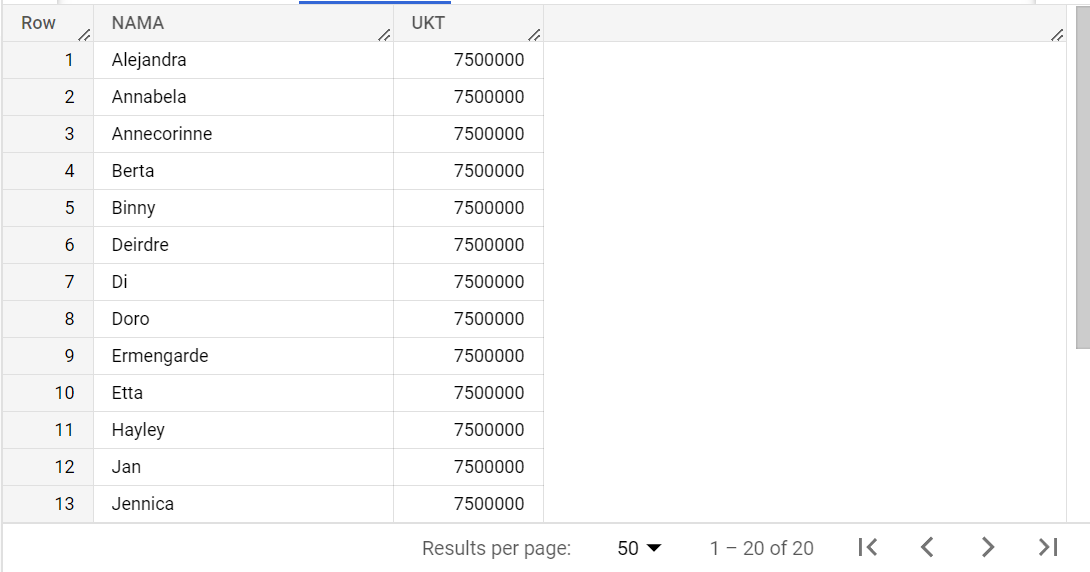 Row NAMA UKT
1 Alejandra 7500000
2 Annabela 7500000
3 Annecorinne 7500000
4 Berta 7500000
5 Binny 7500000
6 Deirdre 7500000
7 Di 7500000
8 Doro 7500000
9 Ermengarde 7500000
10 Etta 7500000
11 Hayley 7500000
12 Jan 7500000
13 Jennica 7500000
Results per page: 50 1 – 20 of 20